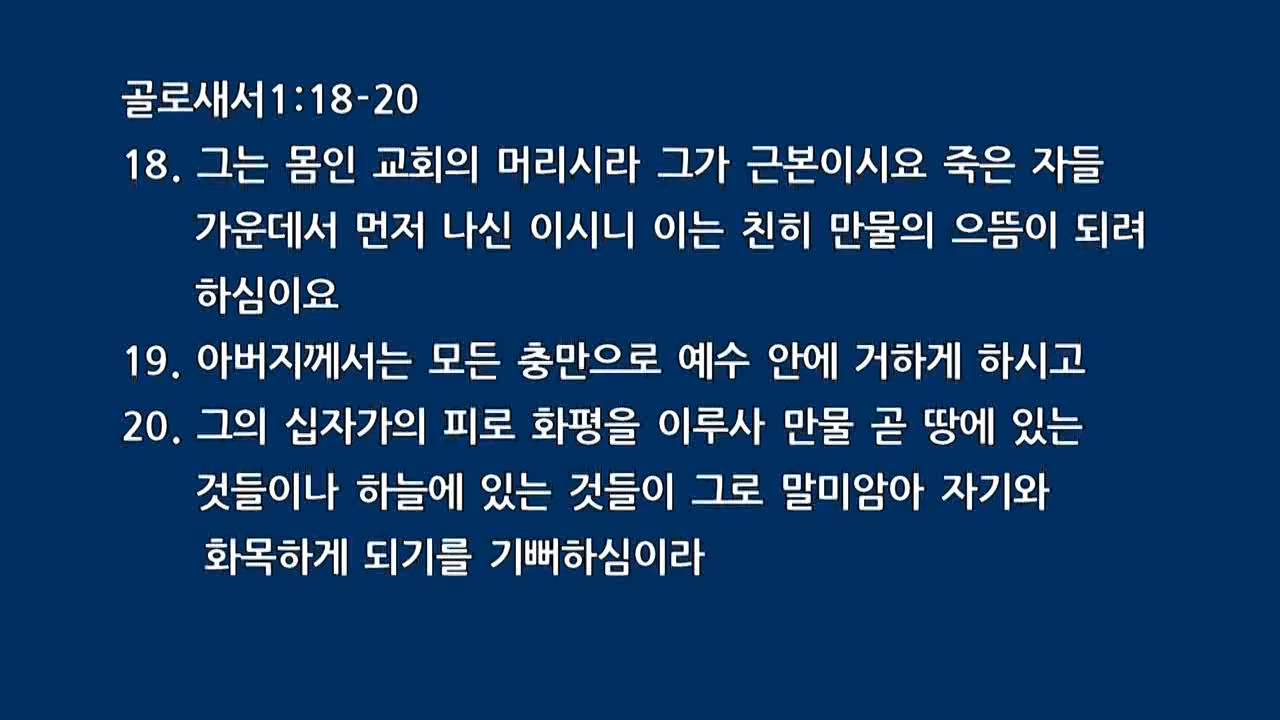 골로새서1:18-20
18. 그는 몸인 교회의 머리시라 그가 근본이시요 죽은 자들
가운데서 먼저 나신 이시니 이는 친히 만물의 으뜸이 되려
하심이요
19. 아버지께서는 모든 충만으로 예수 안에 거하게 하시고
20. 그의 십자가의 피로 화평을 이루사 만물 곧 땅에 있는
것들이나 하늘에 있는 것들이 그로 말미암아 자기와
화목하게 되기를 기뻐하심이라